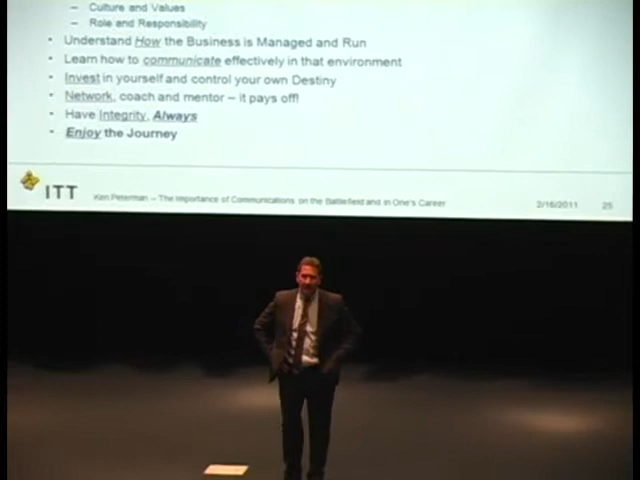 – Culture and Values
– Role and Responsibility
• Understand How the Business is Managed and Run
• Learn how to communicate effectively in that environment
• Invest in yourself and control your own Destiny
• Network, coach and mentor – it pays off!
• Have Integrity, Always
• Enjoy the Journey
ITT Ken Peterman – The Importance of Communications on the Battlefield and in One's Career 2/16/2011 25